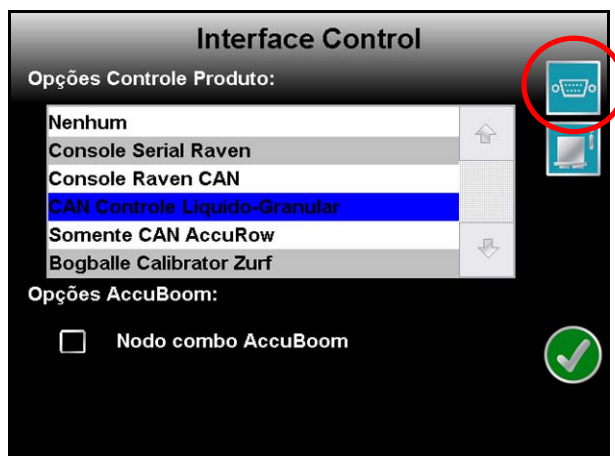 Interface Control
Opções Controle Produto:
Nenhum
Console Serial Raven
Console Raven CAN
CAN Controle Liquido-Granular
Somente CAN AccuRow
Bogballe Calibrator Zurf
Opções AccuBoom:
Nodo combo AccuBoom